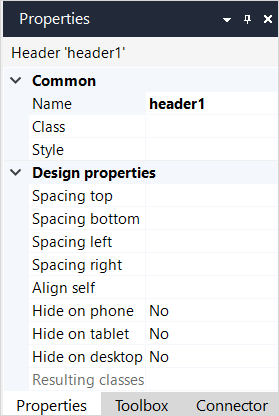 Properties
Header 'header1'
Common
Name header1
Class
Style
Design properties
Spacing top
Spacing bottom
Spacing left
Spacing right
Align self
Hide on phone No
Hide on tablet No
Hide on desktop No
Resulting classes
Properties Toolbox Connector